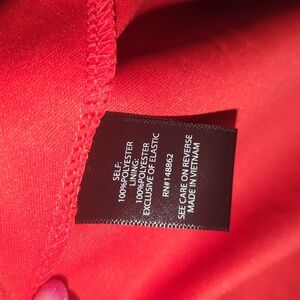 SELF:
100%POLYESTER
LINING:
100%POLYESTER
EXCLUSIVE OF ELASTIC
RN#148862
SEE CARE ON REVERSE
MADE IN VIETNAM